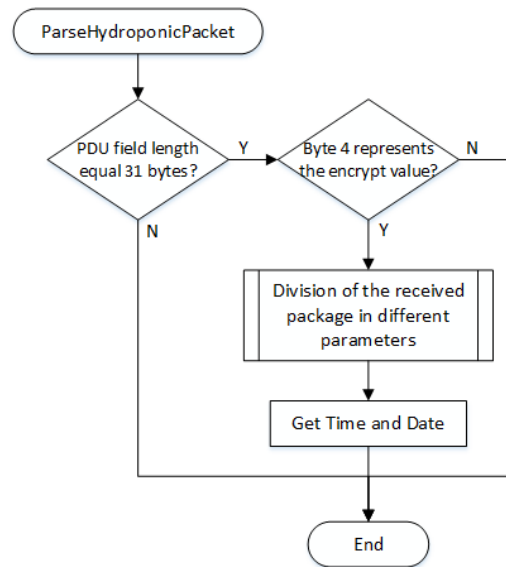 ParseHydroponicPacket
PDU field length
equal 31 bytes?
Y
Byte 4 represents
the encrypt value?
N
N
Y
Division of the received
package in different
parameters
Get Time and Date
End